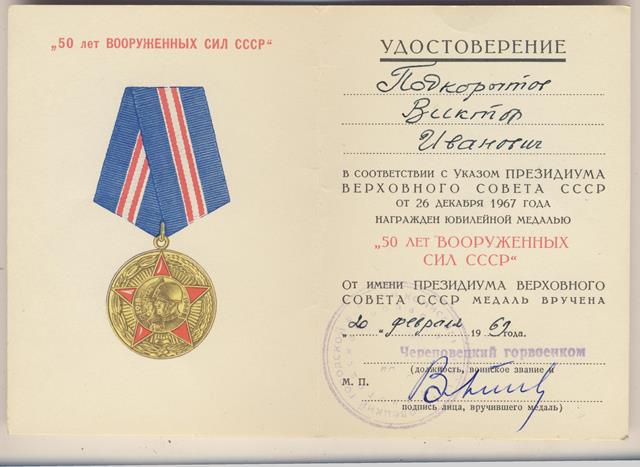 „50 лет ВООРУЖЕННЫХ СИЛ СССР“
УДОСТОВЕРЕНИЕ
Подкорытов
Виктор
Иванович
В СООТВЕТСТВИИ С УКАЗОМ ПРЕЗИДИУМА
ВЕРХОВНОГО СОВЕТА СССР
ОТ 26 ДЕКАБРЯ 1967 ГОДА
НАГРАЖДЕН ЮБИЛЕЙНОЙ МЕДАЛЬЮ
„50 ЛЕТ ВООРУЖЕННЫХ
СИЛ СССР“
ОТ ИМЕНИ ПРЕЗИДИУМА ВЕРХОВНОГО
СОВЕТА СССР МЕДАЛЬ ВРУЧЕНА
„20“ февраля 1969 года.
Череповецкий горвоенком
(должность, воинское звание и
М. П.
подпись лица, вручившего медаль)